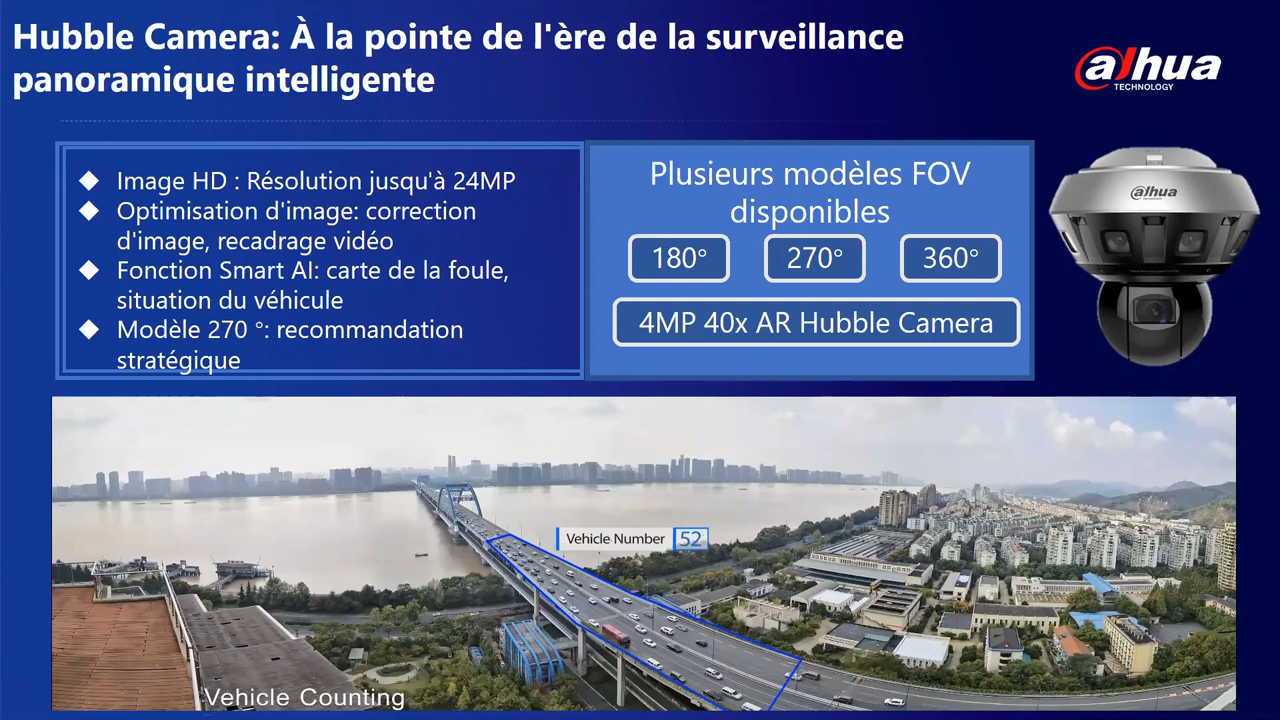 Hubble Camera: À la pointe de l'ère de la surveillance
panoramique intelligente
alhua
TECHNOLOGY
Image HD : Résolution jusqu'à 24MP
Optimisation d'image: correction
d'image, recadrage vidéo
Fonction Smart AI: carte de la foule,
situation du véhicule
Modèle 270 °: recommandation
stratégique
Plusieurs modèles FOV
disponibles
180°
270°
360°
4MP 40x AR Hubble Camera
alhua
Vehicle Number 52
Vehicle Counting